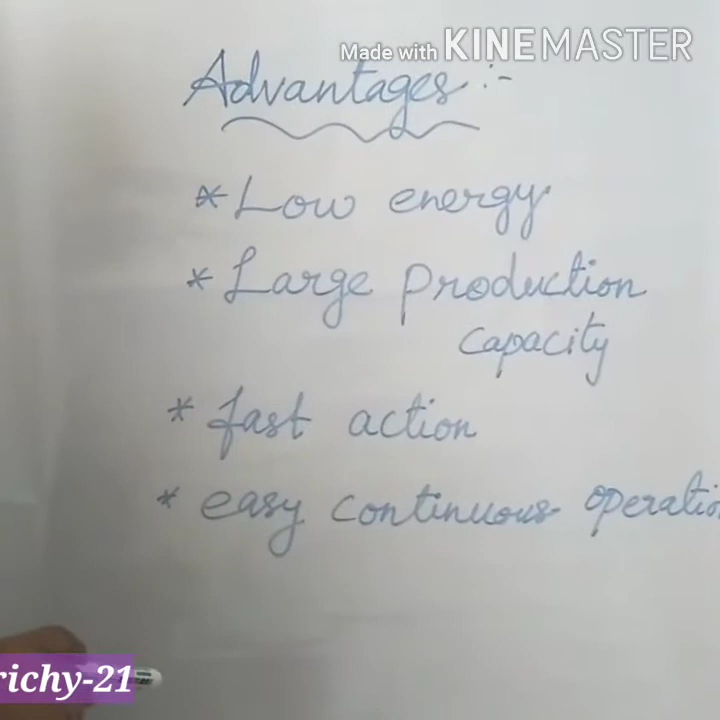 Made with KINEMASTER
Advantages :-
* Low energy
* Large production
capacity
* fast action
* easy continuous operatio
richy-21